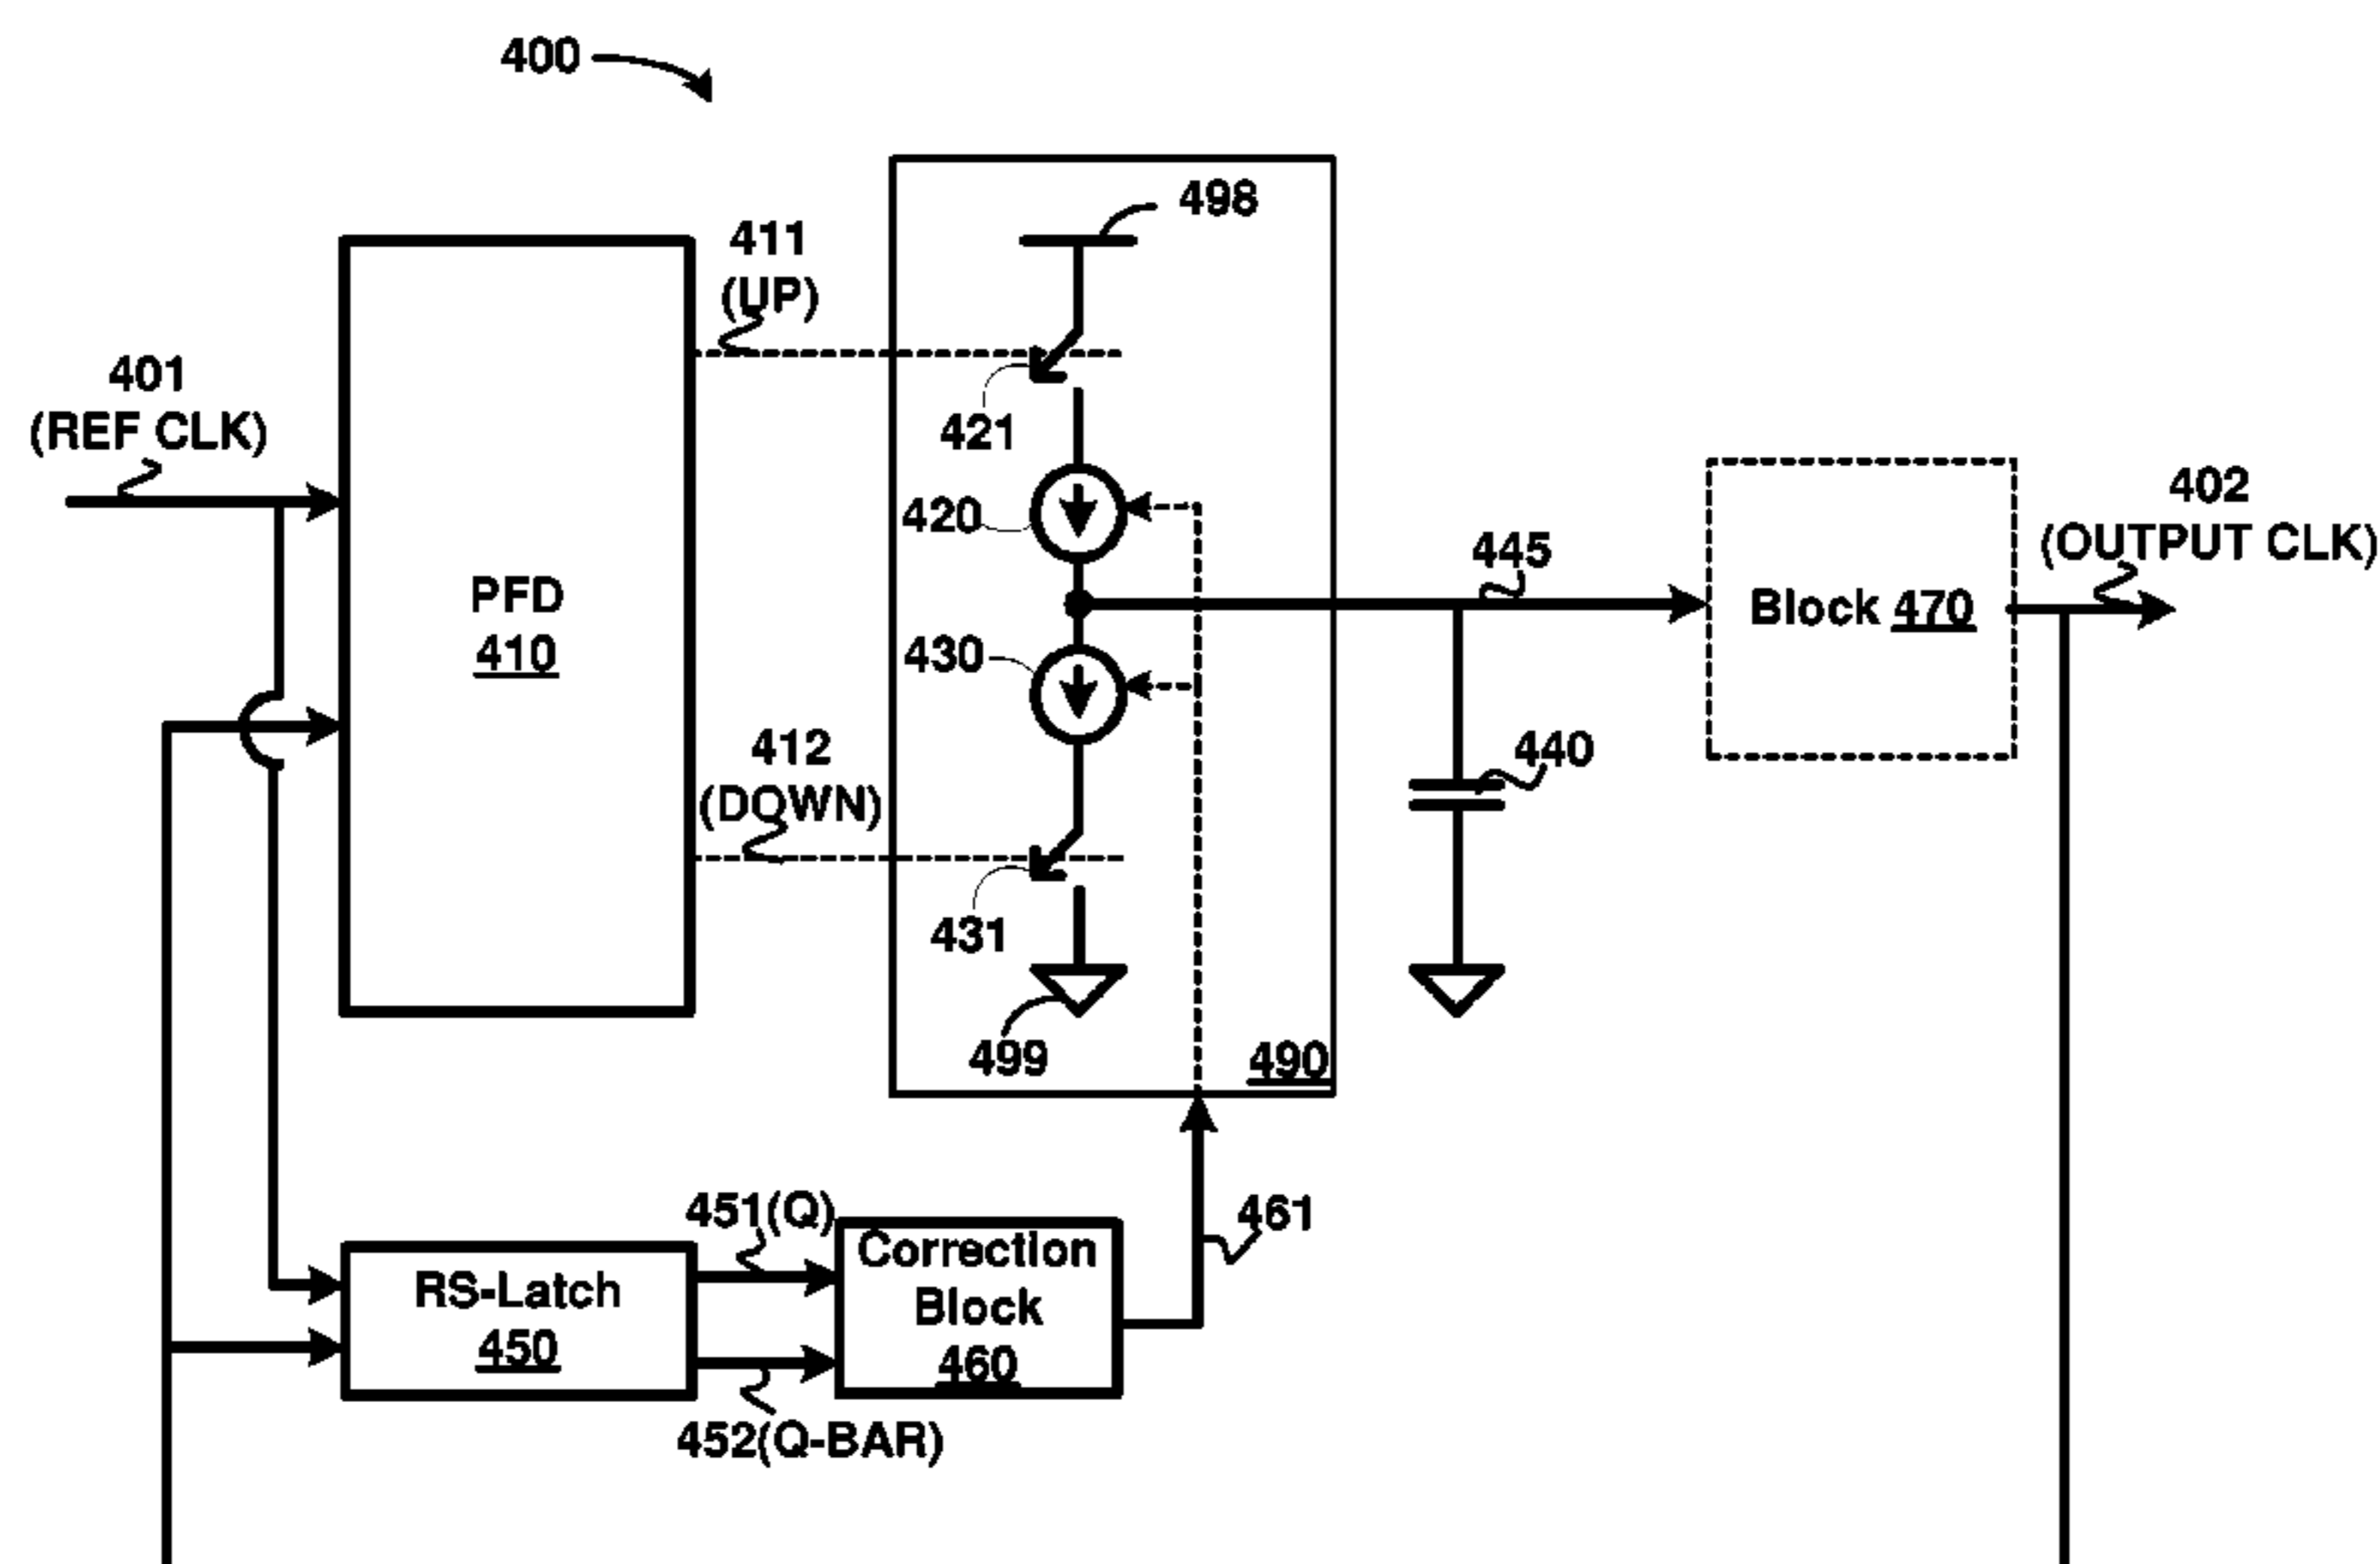 400
498
411
(UP)
401
(REF CLK)
421
420
402
(OUTPUT CLK)
445
PFD
410
Block 470
430
412
(DOWN)
440
431
499
490
451(Q)
461
Correction
Block
460
RS-Latch
450
452(Q-BAR)